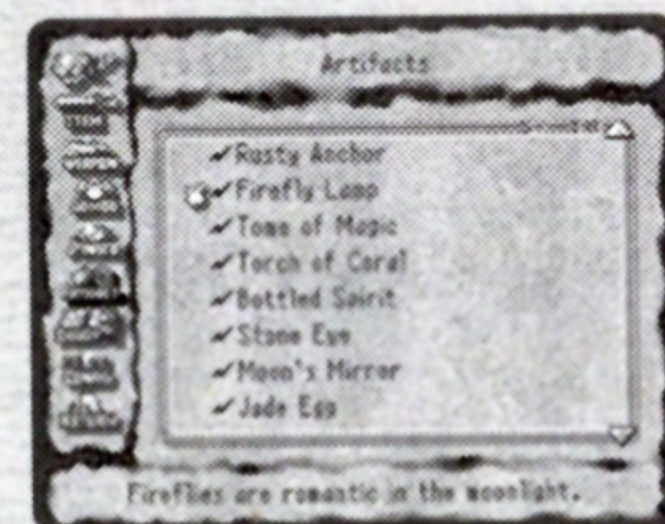 Artifacts
Rusty Anchor
Firefly Lamp
Tome of Magic
Torch of Coral
Bottled Spirit
Stone Eye
Moon's Mirror
Jade Egg
Fireflies are romantic in the moonlight.